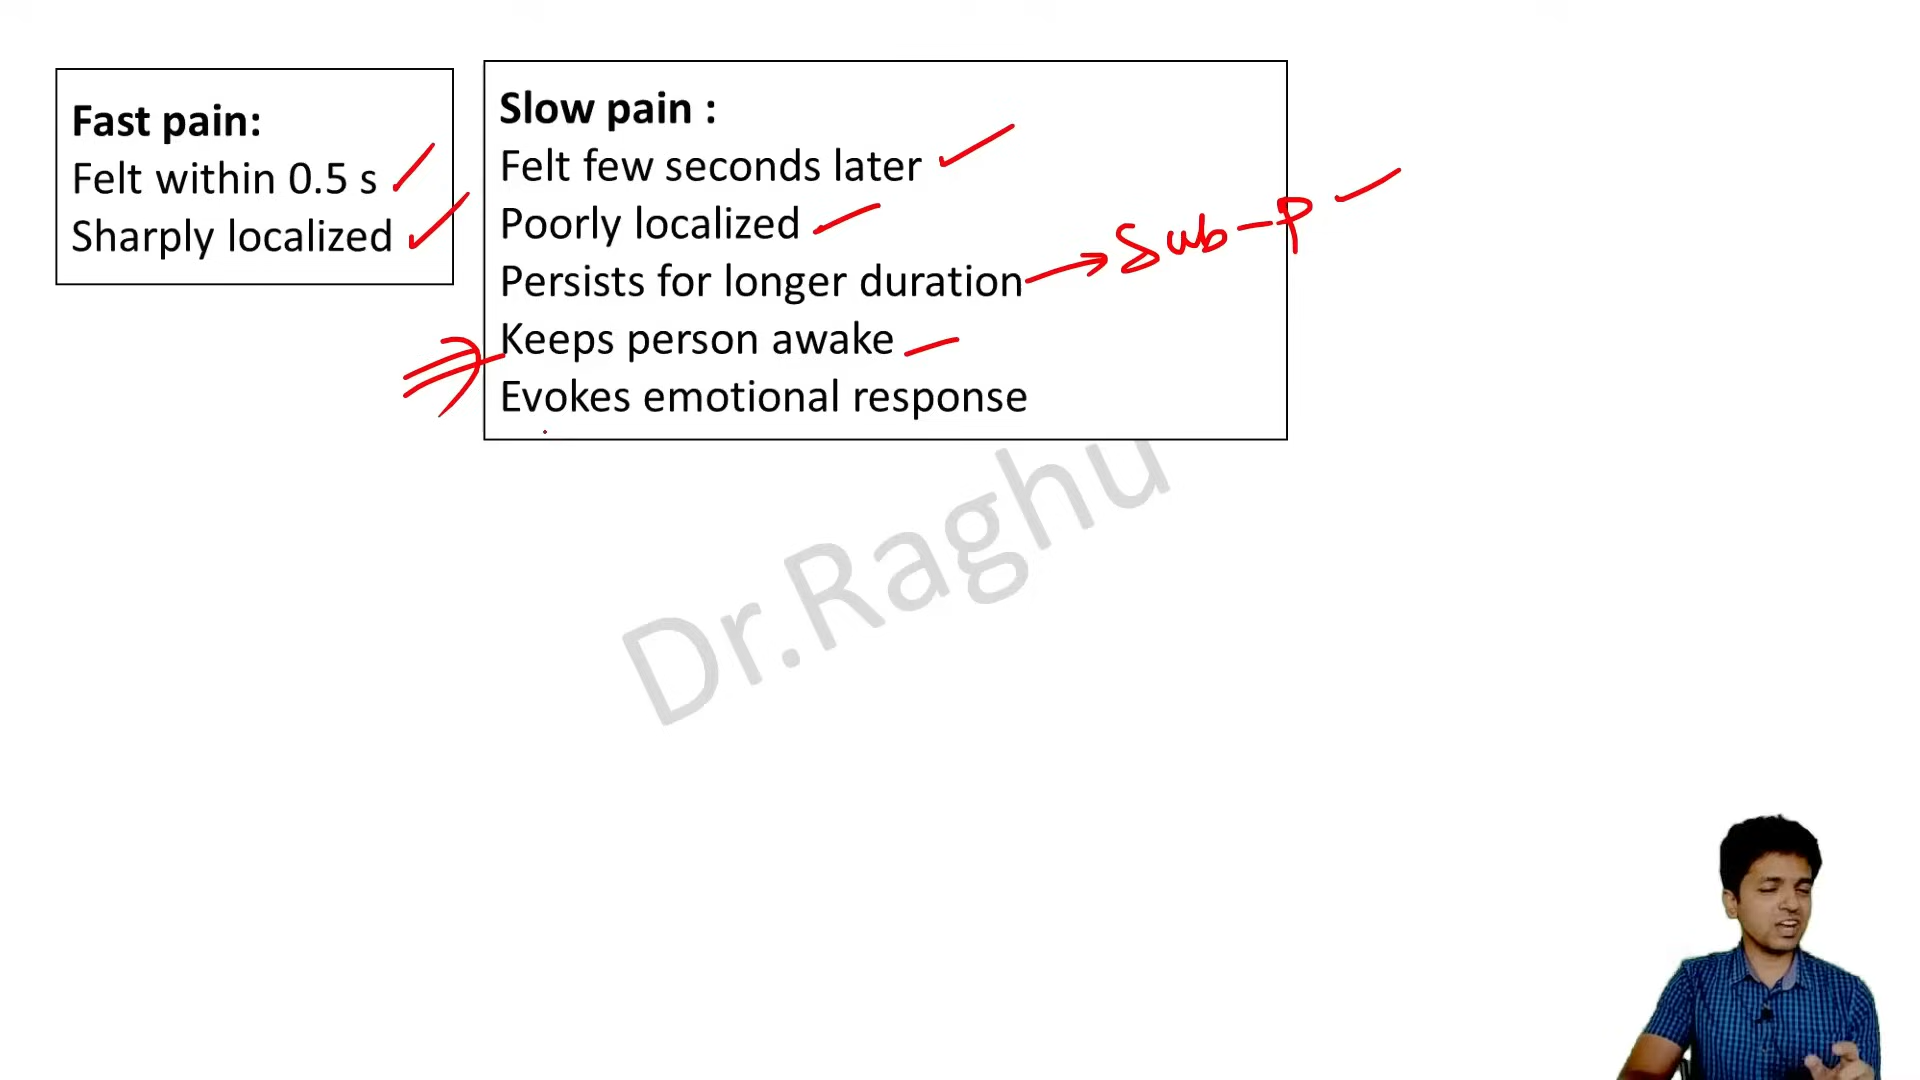 Fast pain:
Felt within 0.5 s
Sharply localized
Slow pain :
Felt few seconds later
Poorly localized
Persists for longer duration
Sub-P
Keeps person awake
Evokes emotional response
Dr.Raghu